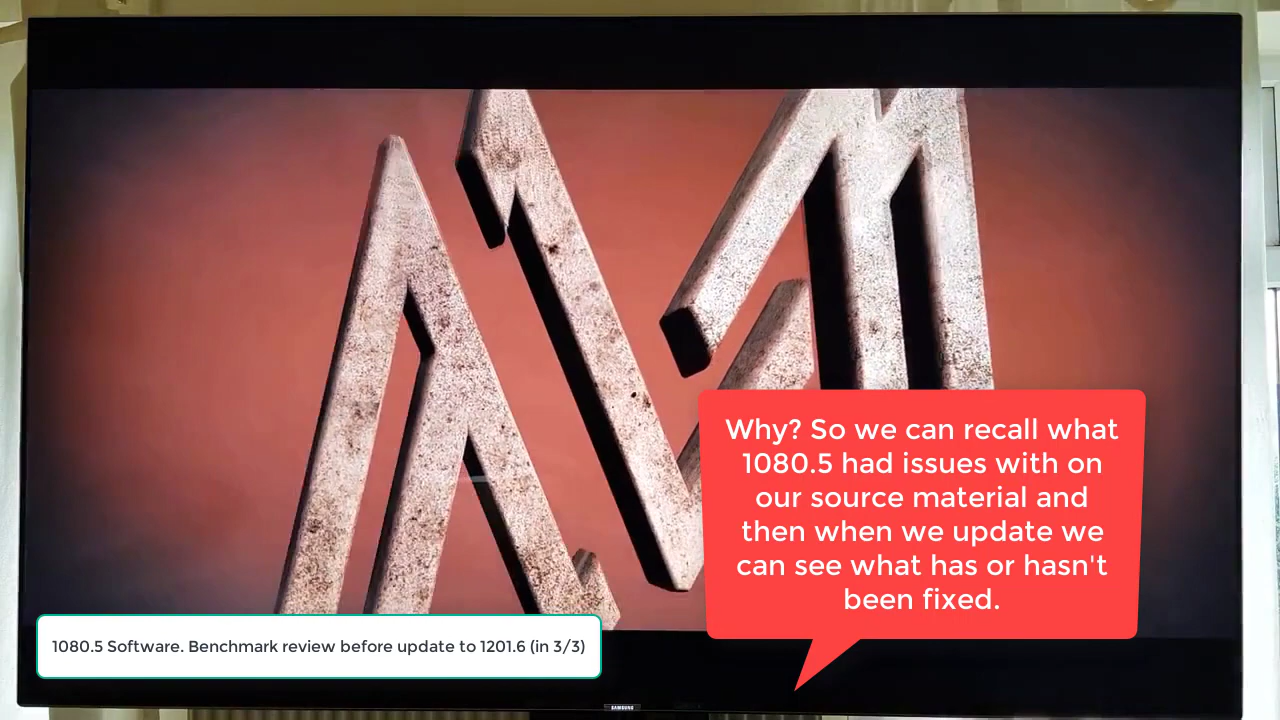 Why? So we can recall what
1080.5 had issues with on
our source material and
then when we update we
can see what has or hasn't
been fixed.
1080.5 Software. Benchmark review before update to 1201.6 (in 3/3)
SAMSUNG